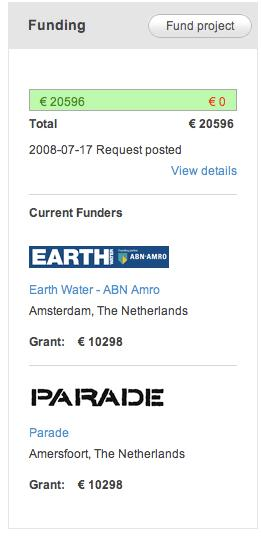 Funding Fund project
€ 20596 € 0
Total € 20596
2008-07-17 Request posted
View details
Current Funders
EARTH ABN·AMRO
Earth Water - ABN Amro
Amsterdam, The Netherlands
Grant: € 10298
PARADE
Parade
Amersfoort, The Netherlands
Grant: € 10298